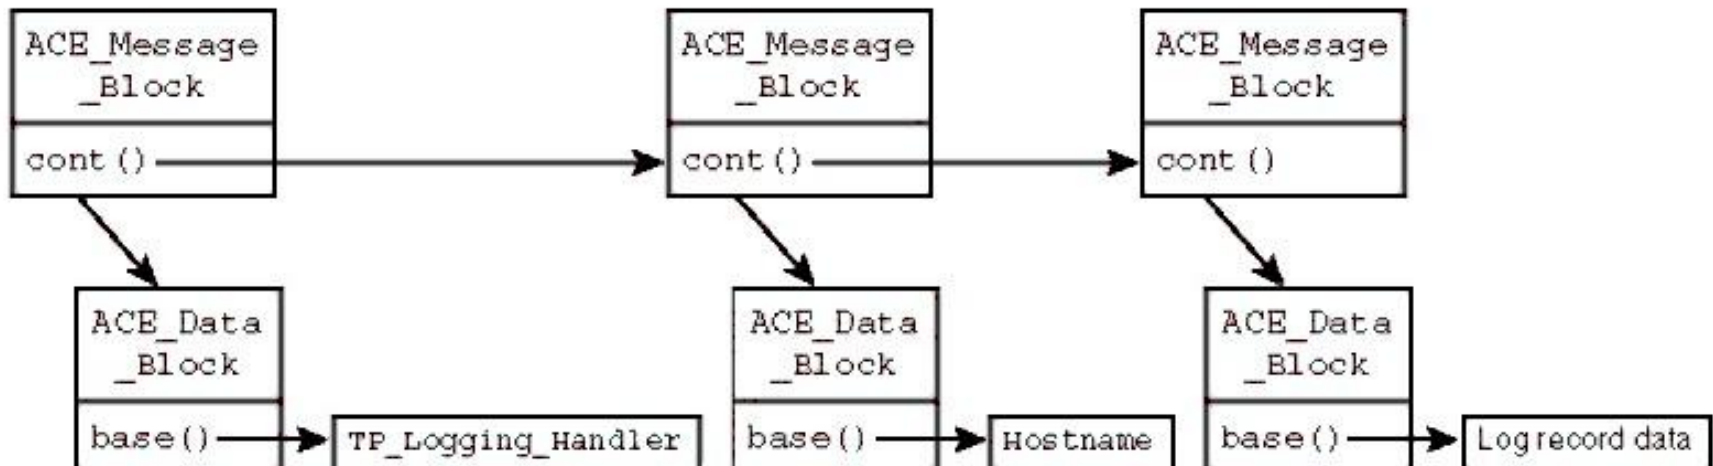 ACE_Message
_Block
cont()
ACE_Message
_Block
cont()
ACE_Message
_Block
cont()
ACE_Data
_Block
base()
TP_Logging_Handler
ACE_Data
_Block
base()
Hostname
ACE_Data
_Block
base()
Log record data